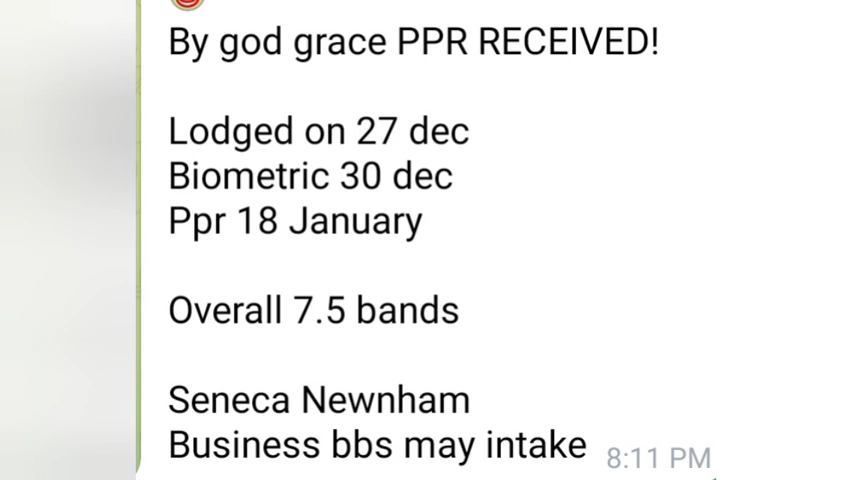 By god grace PPR RECEIVED!
Lodged on 27 dec
Biometric 30 dec
Ppr 18 January
Overall 7.5 bands
Seneca Newnham
Business bbs may intake 8:11 PM